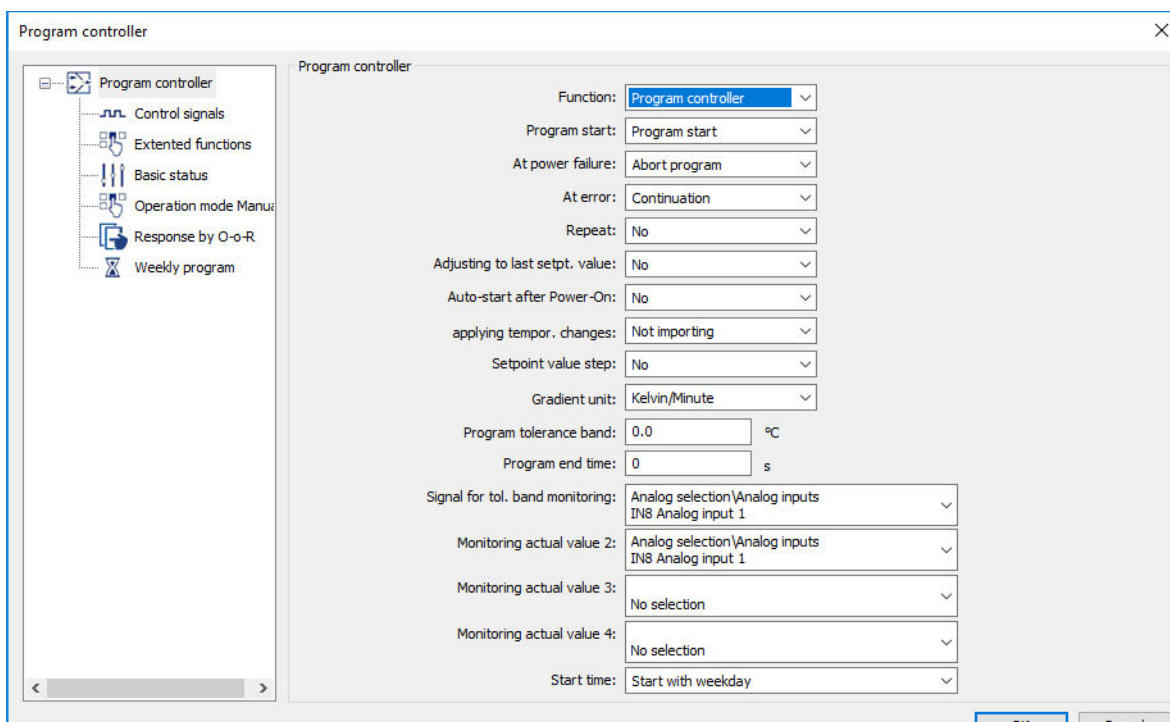 Program controller
Program controller
Control signals
Extented functions
Basic status
Operation mode Manua
Response by O-o-R
Weekly program
Program controller
Function: Program controller
Program start: Program start
At power failure: Abort program
At error: Continuation
Repeat: No
Adjusting to last setpt. value: No
Auto-start after Power-On: No
applying tempor. changes: Not importing
Setpoint value step: No
Gradient unit: Kelvin/Minute
Program tolerance band: 0.0 °C
Program end time: 0 s
Signal for tol. band monitoring: Analog selection\Analog inputs
IN8 Analog input 1
Monitoring actual value 2: Analog selection\Analog inputs
IN8 Analog input 1
Monitoring actual value 3:
No selection
Monitoring actual value 4:
No selection
Start time: Start with weekday